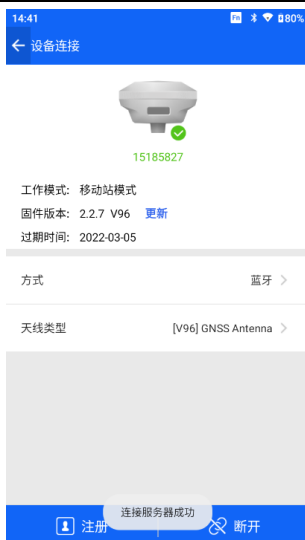 14:41
Fn
80%
设备连接
15185827
工作模式: 移动站模式
固件版本: 2.2.7 V96 更新
过期时间: 2022-03-05
方式 蓝牙
天线类型 [V96] GNSS Antenna
连接服务器成功
注册 断开